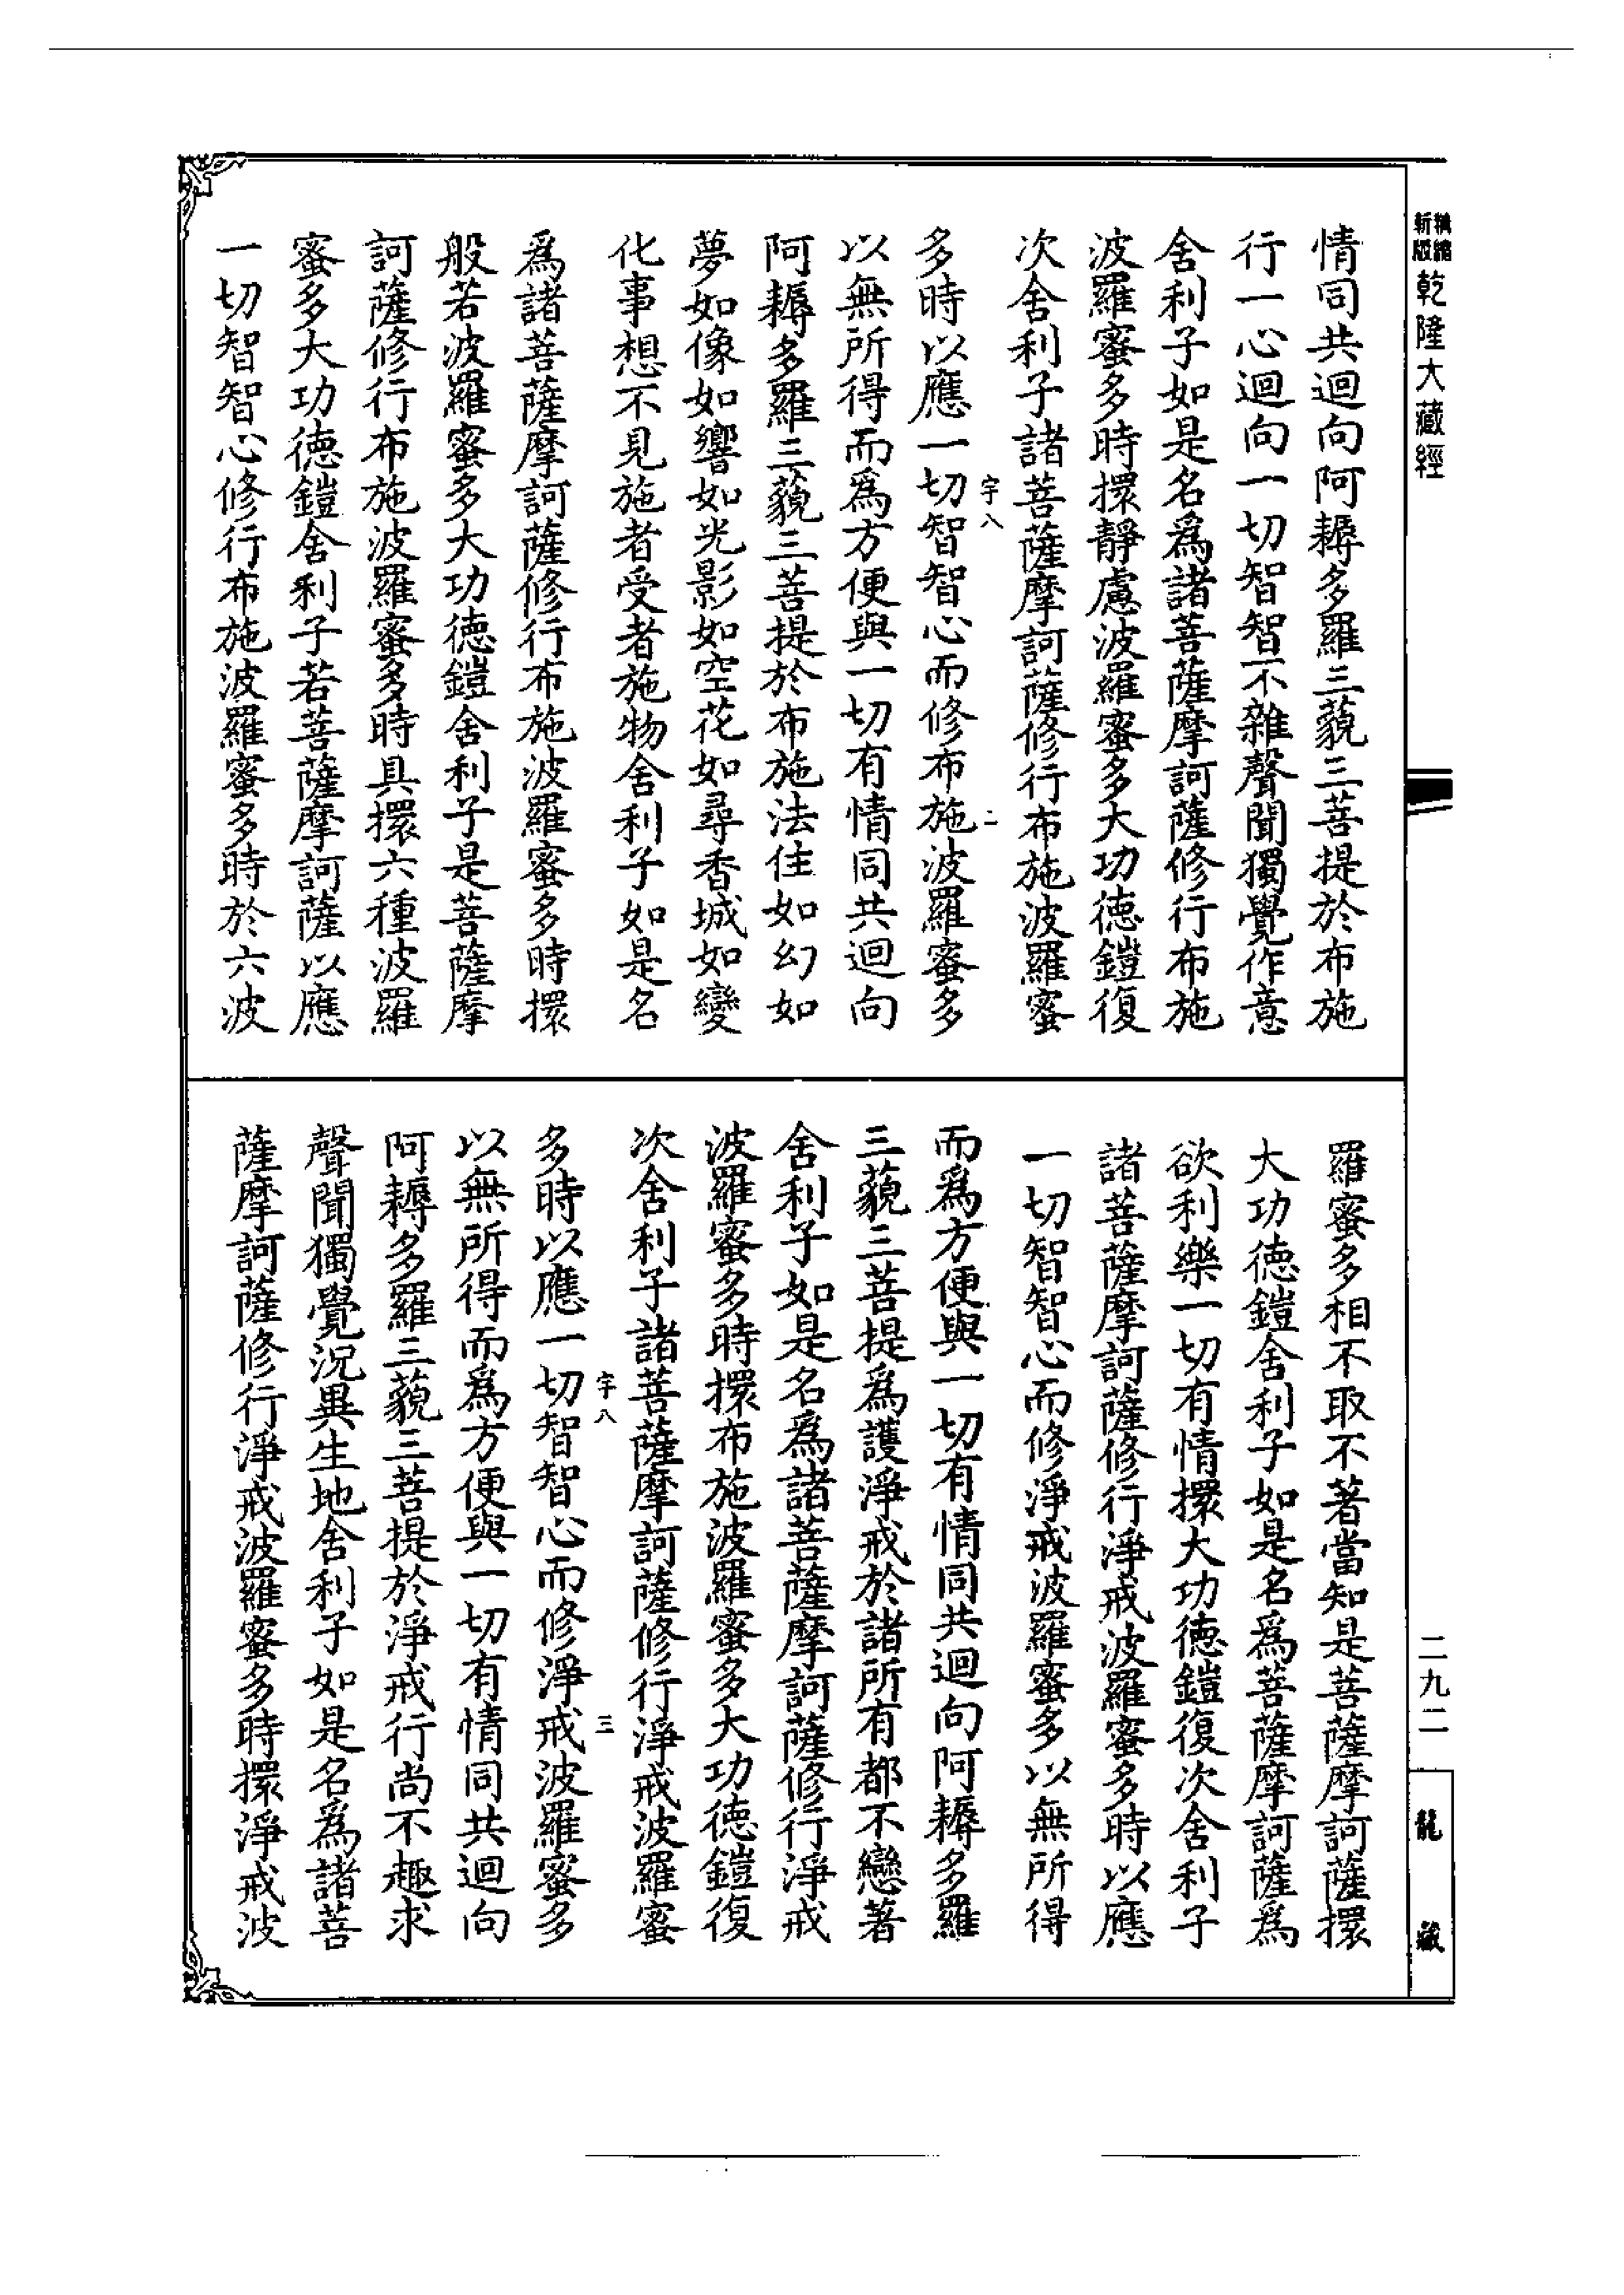 新版
精縮
乾隆大藏經
情同共迴向阿耨多羅三藐三菩提於布施
行一心迴向一切智智不雜聲聞獨覺作意
舍利子如是名爲諸菩薩摩訶薩修行布施
波羅蜜多時擐靜慮波羅蜜多大功德鎧復
次舍利子諸菩薩摩訶薩修行布施波羅蜜
字八
二
多時以應一切智智心而修布施波羅蜜多
以無所得而爲方便與一切有情同共迴向
阿耨多羅三藐三菩提於布施法住如幻如
夢如像如響如光影如空花如尋香城如變
化事想不見施者受者施物舍利子如是名
爲諸菩薩摩訶薩修行布施波羅蜜多時擐
般若波羅蜜多大功德鎧舍利子是菩薩摩
訶薩修行布施波羅蜜多時具擐六種波羅
蜜多大功德鎧舍利子若菩薩摩訶薩以應
一切智智心修行布施波羅蜜多時於六波
羅蜜多相不取不著當知是菩薩摩訶薩擐
大功德鎧舍利子如是名爲菩薩摩訶薩爲
欲利樂一切有情擐大功德鎧復次舍利子
諸菩薩摩訶薩修行淨戒波羅蜜多時以應
一切智智心而修淨戒波羅蜜多以無所得
而爲方便與一切有情同共迴向阿耨多羅
三藐三菩提爲護淨戒於諸所有都不戀著
舍利子如是名爲諸菩薩摩訶薩修行淨戒
波羅蜜多時擐布施波羅蜜多大功德鎧復
次舍利子諸菩薩摩訶薩修行淨戒波羅蜜
字八
三
多時以應一切智智心而修淨戒波羅蜜多
以無所得而爲方便與一切有情同共迴向
阿耨多羅三藐三菩提於淨戒行尚不趣求
聲聞獨覺況異生地舍利子如是名爲諸菩
薩摩訶薩修行淨戒波羅蜜多時擐淨戒波
二九二
龍藏